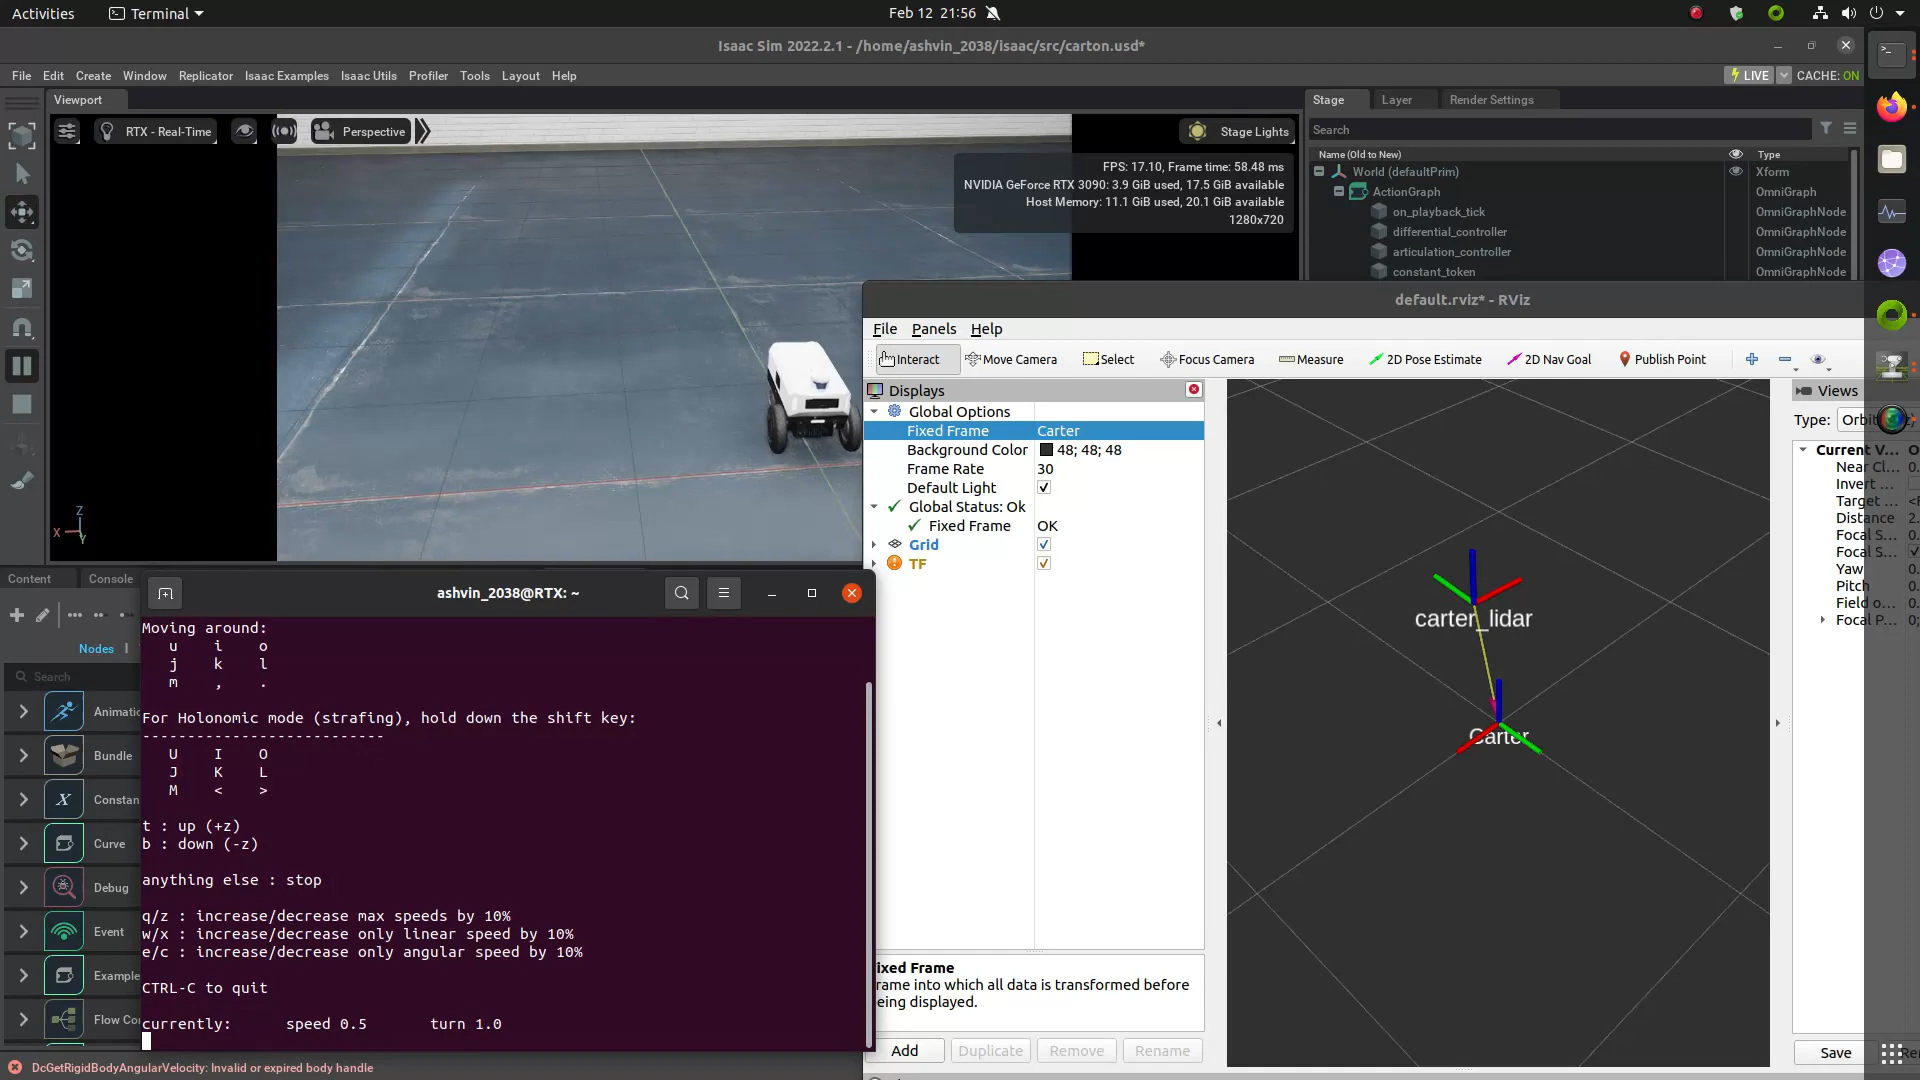 Activities
Terminal
Feb 12 21:56
Isaac Sim 2022.2.1 - /home/ashvin_2038/isaac/src/carton.usd*
File Edit Create Window Replicator Isaac Examples Isaac Utils Profiler Tools Layout Help
LIVE
CACHE: ON
Viewport
RTX - Real-Time
Perspective
Stage Lights
FPS: 17.10, Frame time: 58.48 ms
NVIDIA GeForce RTX 3090: 3.9 GiB used, 17.5 GiB available
Host Memory: 11.1 GiB used, 20.1 GiB available
1280x720
Z
X
Y
Stage Layer Render Settings
Search
Name (Old to New) Type
World (defaultPrim) Xform
ActionGraph OmniGraph
on_playback_tick OmniGraphNode
differential_controller OmniGraphNode
articulation_controller OmniGraphNode
constant_token OmniGraphNode
default.rviz* - RViz
File Panels Help
Interact Move Camera Select Focus Camera Measure 2D Pose Estimate 2D Nav Goal Publish Point
Displays
Global Options
Fixed Frame Carter
Background Color 48; 48; 48
Frame Rate 30
Default Light ✓
Global Status: Ok
Fixed Frame OK
Grid
TF
ixed Frame
rame into which all data is transformed before
eing displayed.
Add Duplicate Remove Rename
carter_lidar
Carter
Views
Type: Orbi
Current V... O
Near Cl... 0.
Invert ...
Target ... <F
Distance 2.
Focal S... 0.
Focal S...
Yaw 0.
Pitch 0.
Field o... 0.
Focal P... 0;
Save
Content Console
Nodes
Search
Animatio
Bundle
Constan
Curve
Debug
Event
Example
Flow Co
ashvin_2038@RTX: ~
Moving around:
u i o
j k l
m , .
For Holonomic mode (strafing), hold down the shift key:
---------------------------
U I O
J K L
M < >
t : up (+z)
b : down (-z)
anything else : stop
q/z : increase/decrease max speeds by 10%
w/x : increase/decrease only linear speed by 10%
e/c : increase/decrease only angular speed by 10%
CTRL-C to quit
currently: speed 0.5 turn 1.0
DcGetRigidBodyAngularVelocity: Invalid or expired body handle